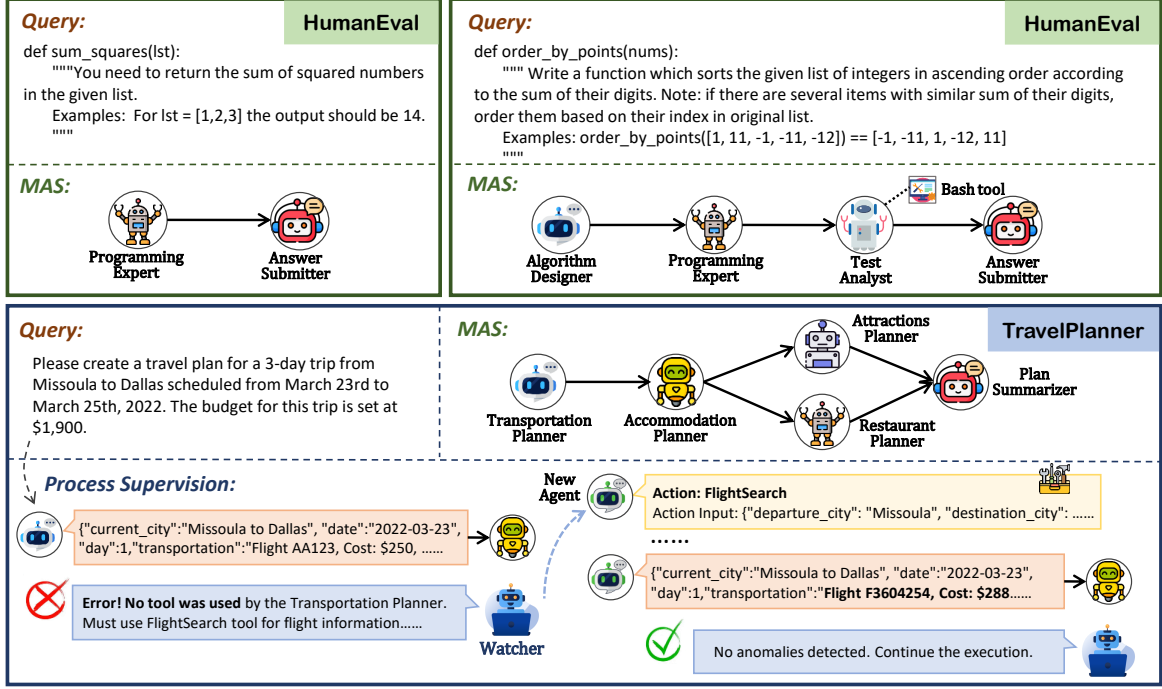 Query:
HumanEval
def sum_squares(lst):
"""You need to return the sum of squared numbers
in the given list.
Examples: For lst = [1,2,3] the output should be 14.
"""
MAS:
Programming
Expert
Answer
Submitter
Query:
HumanEval
def order_by_points(nums):
""" Write a function which sorts the given list of integers in ascending order according
to the sum of their digits. Note: if there are several items with similar sum of their digits,
order them based on their index in original list.
Examples: order_by_points([1, 11, -1, -11, -12]) == [-1, -11, 1, -12, 11]
"""
MAS:
Bash tool
Algorithm
Designer
Programming
Expert
Test
Analyst
Answer
Submitter
Query:
Please create a travel plan for a 3-day trip from
Missoula to Dallas scheduled from March 23rd to
March 25th, 2022. The budget for this trip is set at
$1,900.
MAS:
TravelPlanner
Attractions
Planner
Transportation
Planner
Accommodation
Planner
Restaurant
Planner
Plan
Summarizer
Process Supervision:
{"current_city":"Missoula to Dallas", "date":"2022-03-23",
"day":1,"transportation":"Flight AA123, Cost: $250, ......
Error! No tool was used by the Transportation Planner.
Must use FlightSearch tool for flight information......
Watcher
New
Agent
Action: FlightSearch
Action Input: {"departure_city": "Missoula", "destination_city": ......
......
{"current_city":"Missoula to Dallas", "date":"2022-03-23",
"day":1,"transportation":"Flight F3604254, Cost: $288......
No anomalies detected. Continue the execution.